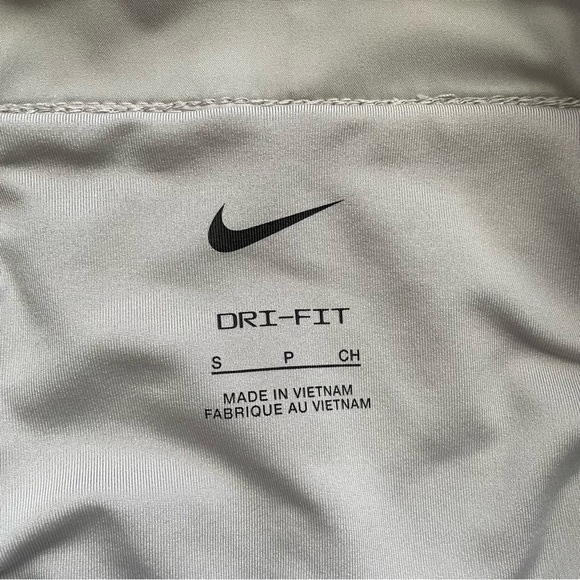 DRI-FIT
S P CH
MADE IN VIETNAM
FABRIQUE AU VIETNAM